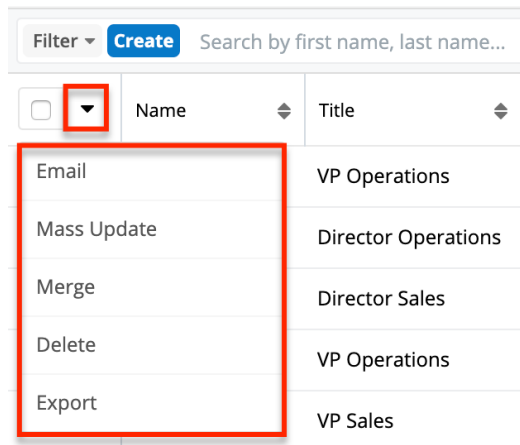 Filter Create Search by first name, last name...
Name Title
Email
VP Operations
Mass Update
Director Operations
Merge
Director Sales
Delete
VP Operations
Export
VP Sales